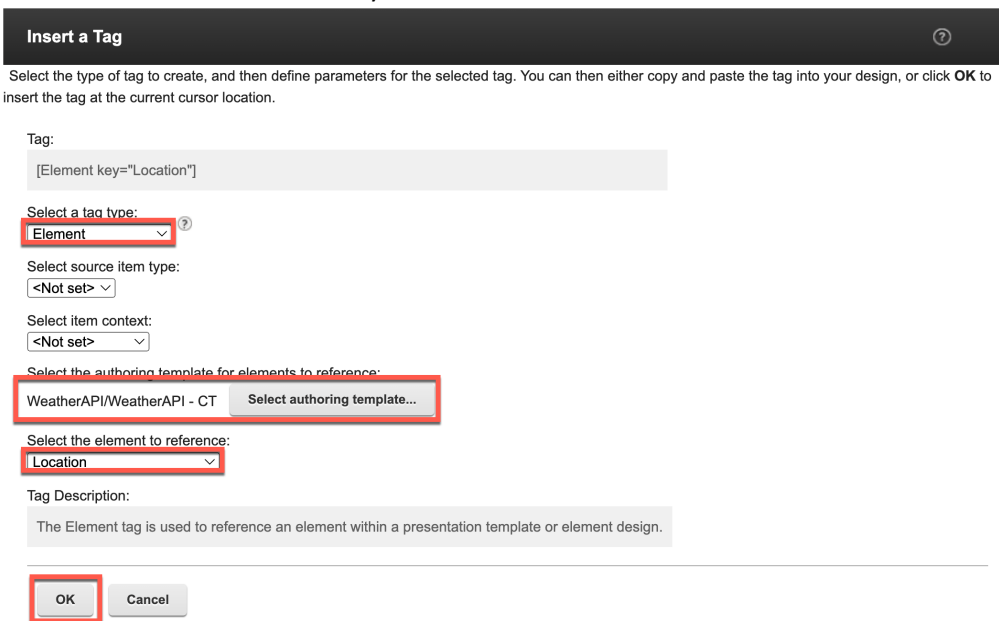 Insert a Tag
?
Select the type of tag to create, and then define parameters for the selected tag. You can then either copy and paste the tag into your design, or click OK to
insert the tag at the current cursor location.
Tag:
[Element key="Location"]
Select a tag type:
Element
?
Select source item type:
<Not set>
Select item context:
<Not set>
Select the authoring template for elements to reference:
WeatherAPI/WeatherAPI - CT Select authoring template...
Select the element to reference:
Location
Tag Description:
The Element tag is used to reference an element within a presentation template or element design.
OK Cancel